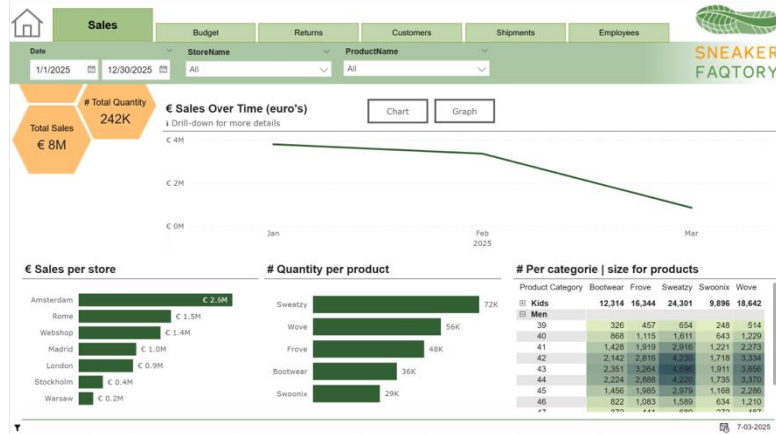 Sales
Budget
Returns
Customers
Shipments
Employees
SNEAKER
FAQTORY
Date
StoreName
ProductName
1/1/2025
12/30/2025
All
All
# Total Quantity
242K
Total Sales
€ 8M
€ Sales Over Time (euro's)
i Drill-down for more details
Chart
Graph
€ 4M
€ 2M
€ 0M
Jan
Feb
Mar
2025
€ Sales per store
Amsterdam € 2.6M
Rome € 1.5M
Webshop € 1.4M
Madrid € 1.0M
London € 0.9M
Stockholm € 0.4M
Warsaw € 0.2M
# Quantity per product
Sweatzy 72K
Wove 56K
Frove 48K
Bootwear 36K
Swoonix 29K
# Per categorie | size for products
Product Category Bootwear Frove Sweatzy Swoonix Wove
Kids 12,314 16,344 24,301 9,896 18,642
Men
39 326 457 654 248 514
40 868 1,115 1,611 643 1,229
41 1,428 1,919 2,916 1,221 2,273
42 2,142 2,816 4,230 1,718 3,334
43 2,351 3,264 4,696 1,911 3,656
44 2,224 2,888 4,220 1,735 3,370
45 1,456 1,985 2,979 1,168 2,286
46 822 1,083 1,589 634 1,210
7-03-2025